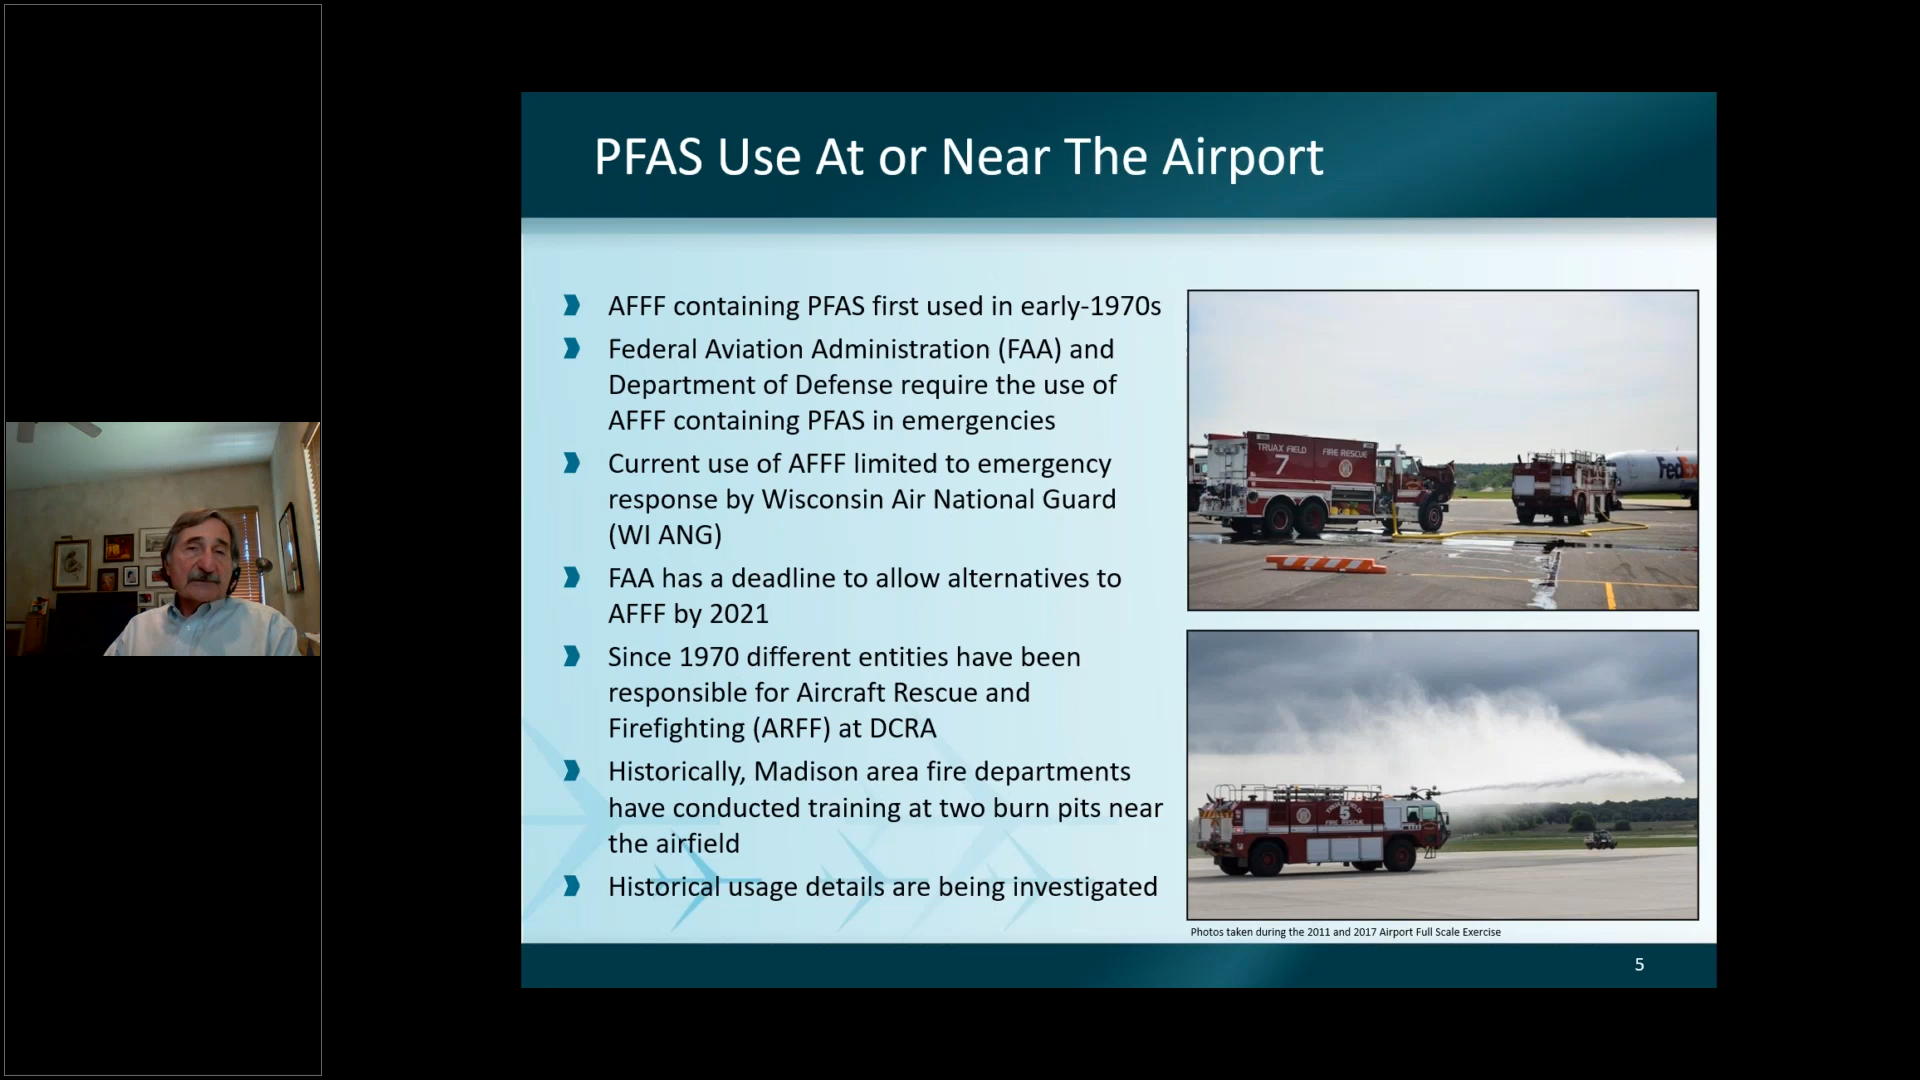 PFAS Use At or Near The Airport
AFFF containing PFAS first used in early-1970s
Federal Aviation Administration (FAA) and
Department of Defense require the use of
AFFF containing PFAS in emergencies
Current use of AFFF limited to emergency
response by Wisconsin Air National Guard
(WI ANG)
FAA has a deadline to allow alternatives to
AFFF by 2021
Since 1970 different entities have been
responsible for Aircraft Rescue and
Firefighting (ARFF) at DCRA
Historically, Madison area fire departments
have conducted training at two burn pits near
the airfield
Historical usage details are being investigated
TRUAX FIELD
7
FIRE RESCUE
FedEx
TRUAX FIELD
5
FIRE RESCUE
Photos taken during the 2011 and 2017 Airport Full Scale Exercise
5